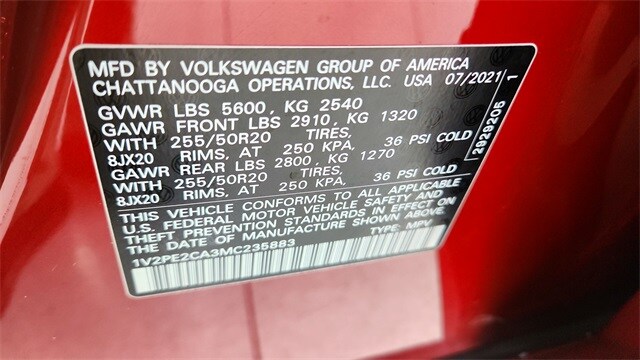 MFD BY VOLKSWAGEN GROUP OF AMERICA
CHATTANOOGA OPERATIONS, LLC. USA 07/2021
GVWR LBS 5600, KG 2540
GAWR FRONT LBS 2910, KG 1320
WITH 255/50R20 TIRES,
8JX20 RIMS, AT 250 KPA, 36 PSI COLD
GAWR REAR LBS 2800, KG 1270
WITH 255/50R20 TIRES,
8JX20 RIMS, AT 250 KPA, 36 PSI COLD
THIS VEHICLE CONFORMS TO ALL APPLICABLE
U.S. FEDERAL MOTOR VEHICLE SAFETY AND
THEFT PREVENTION STANDARDS IN EFFECT ON
THE DATE OF MANUFACTURE SHOWN ABOVE.
1V2PE2CA3MC235883 TYPE: MPV
2929205 1